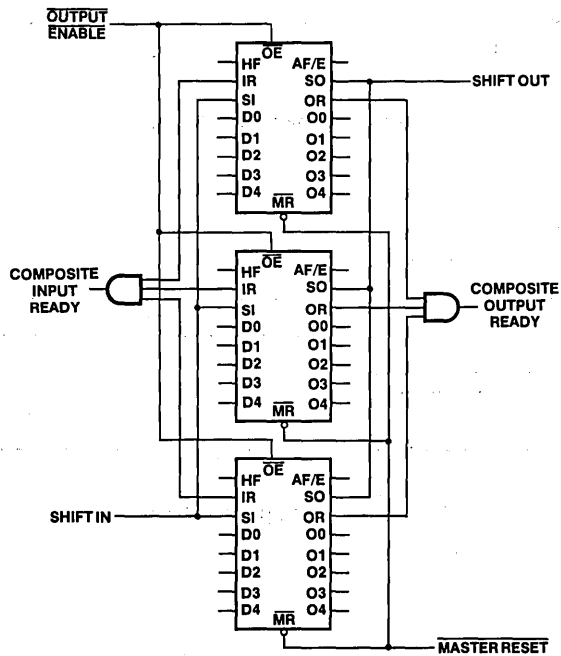 OUTPUT
ENABLE
OE
HF AF/E
IR SO SHIFT OUT
SI OR
D0 O0
D1 O1
D2 O2
D3 O3
D4 O4
MR
COMPOSITE
INPUT
READY
OE
HF AF/E
IR SO
SI OR
D0 O0
D1 O1
D2 O2
D3 O3
D4 O4
MR
COMPOSITE
OUTPUT
READY
OE
HF AF/E
IR SO
SHIFT IN SI OR
D0 O0
D1 O1
D2 O2
D3 O3
D4 O4
MR
MASTER RESET